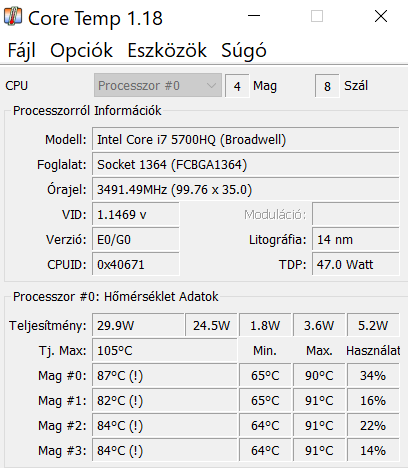 Core Temp 1.18
Fájl Opciók Eszközök Súgó
CPU Processzor #0 4 Mag 8 Szál
Processzorról Információk
Modell: Intel Core i7 5700HQ (Broadwell)
Foglalat: Socket 1364 (FCBGA1364)
Órajel: 3491.49MHz (99.76 x 35.0)
VID: 1.1469 v Moduláció:
Verzió: E0/G0 Litográfia: 14 nm
CPUID: 0x40671 TDP: 47.0 Watt
Processzor #0: Hőmérséklet Adatok
Teljesítmény: 29.9W 24.5W 1.8W 3.6W 5.2W
Tj. Max: 105°C Min. Max. Használat
Mag #0: 87°C (!) 65°C 90°C 34%
Mag #1: 82°C (!) 65°C 91°C 16%
Mag #2: 84°C (!) 64°C 91°C 22%
Mag #3: 84°C (!) 64°C 91°C 14%